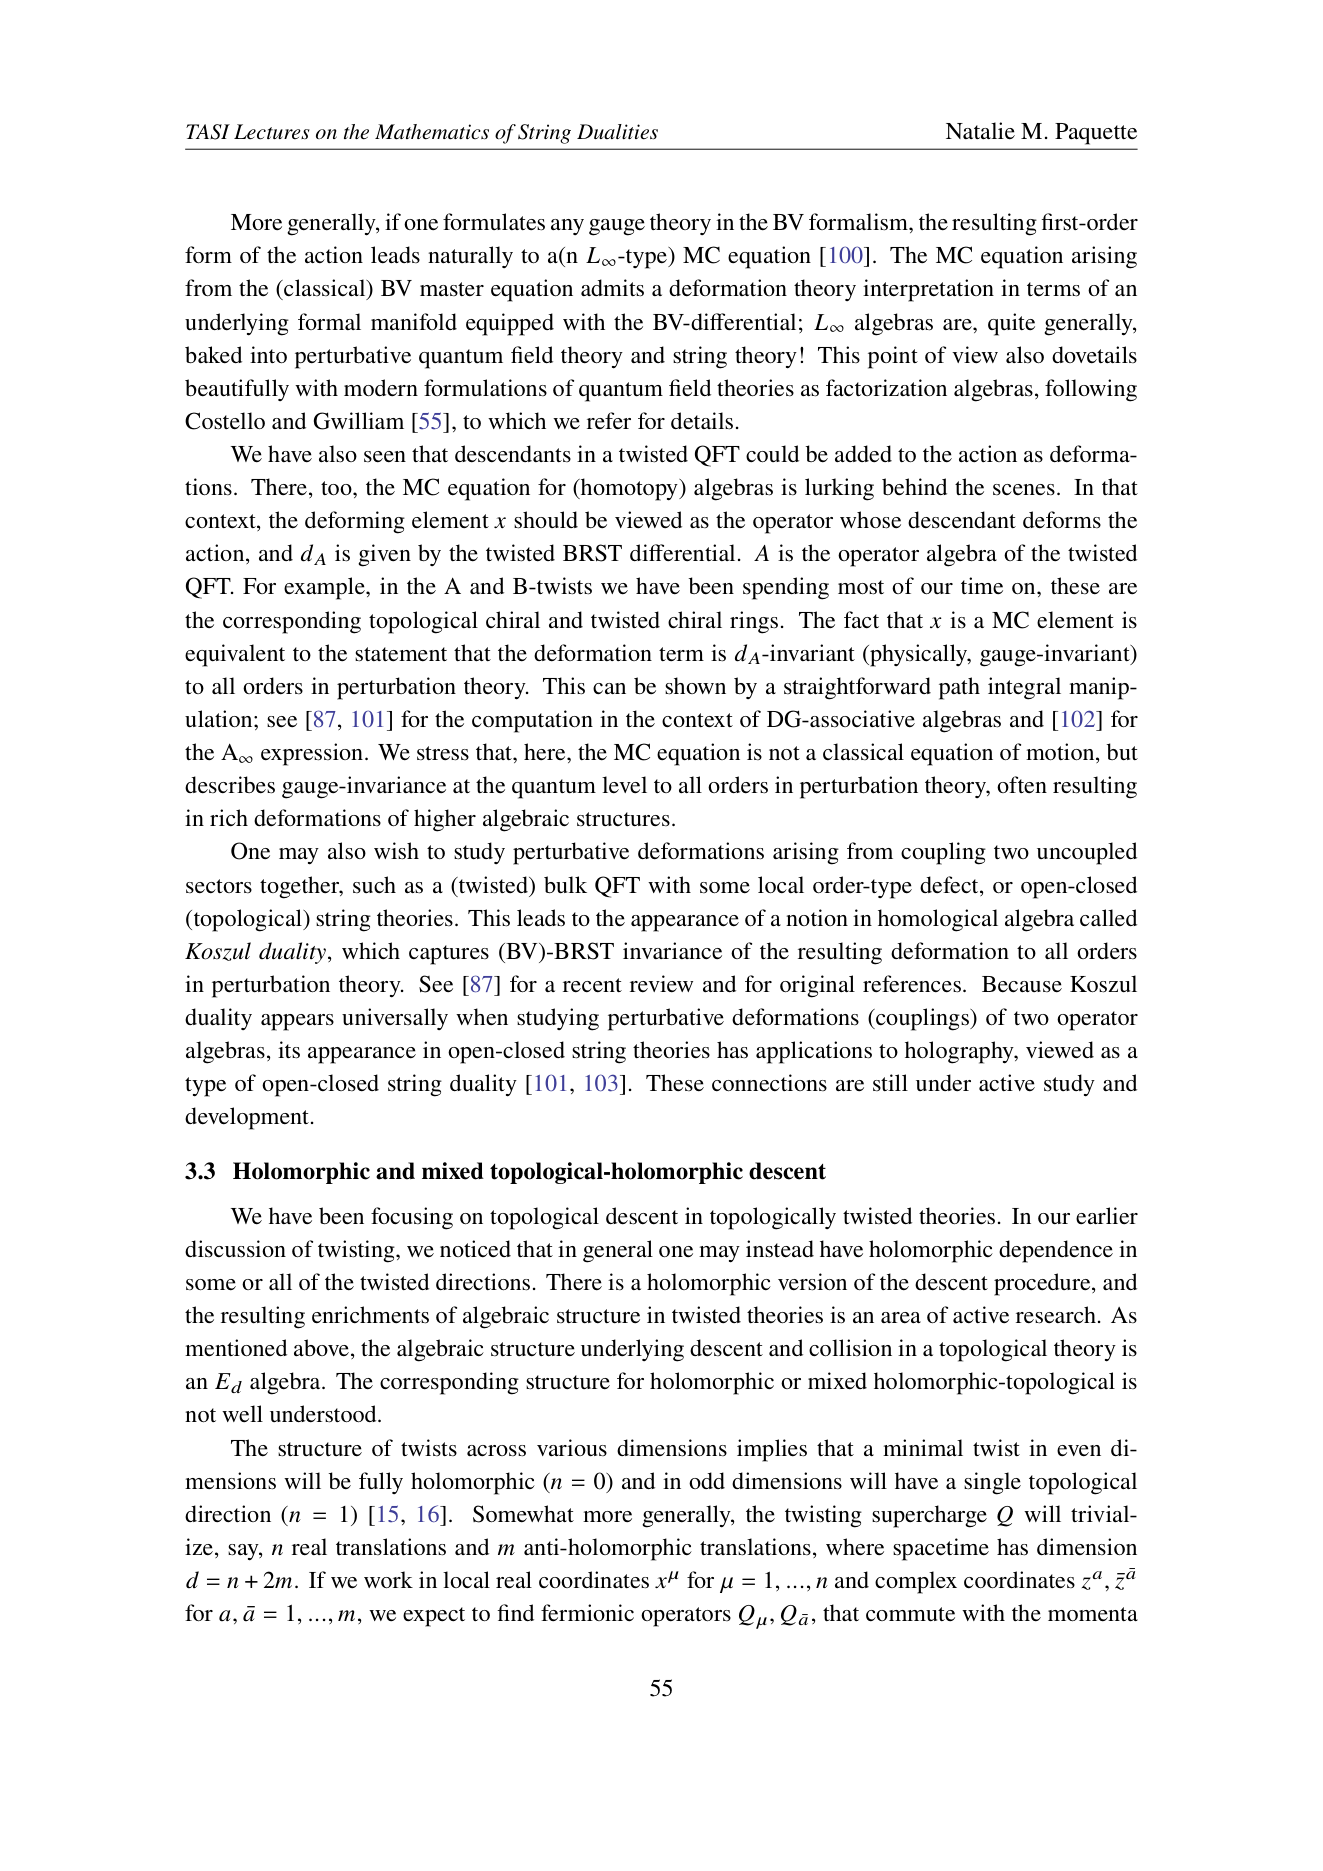 TASI Lectures on the Mathematics of String Dualities Natalie M. Paquette
More generally, if one formulates any gauge theory in the BV formalism, the resulting first-order
form of the action leads naturally to a(n L∞-type) MC equation [100]. The MC equation arising
from the (classical) BV master equation admits a deformation theory interpretation in terms of an
underlying formal manifold equipped with the BV-differential; L∞ algebras are, quite generally,
baked into perturbative quantum field theory and string theory! This point of view also dovetails
beautifully with modern formulations of quantum field theories as factorization algebras, following
Costello and Gwilliam [55], to which we refer for details.
We have also seen that descendants in a twisted QFT could be added to the action as deforma-
tions. There, too, the MC equation for (homotopy) algebras is lurking behind the scenes. In that
context, the deforming element x should be viewed as the operator whose descendant deforms the
action, and d_A is given by the twisted BRST differential. A is the operator algebra of the twisted
QFT. For example, in the A and B-twists we have been spending most of our time on, these are
the corresponding topological chiral and twisted chiral rings. The fact that x is a MC element is
equivalent to the statement that the deformation term is d_A-invariant (physically, gauge-invariant)
to all orders in perturbation theory. This can be shown by a straightforward path integral manip-
ulation; see [87, 101] for the computation in the context of DG-associative algebras and [102] for
the A∞ expression. We stress that, here, the MC equation is not a classical equation of motion, but
describes gauge-invariance at the quantum level to all orders in perturbation theory, often resulting
in rich deformations of higher algebraic structures.
One may also wish to study perturbative deformations arising from coupling two uncoupled
sectors together, such as a (twisted) bulk QFT with some local order-type defect, or open-closed
(topological) string theories. This leads to the appearance of a notion in homological algebra called
Koszul duality, which captures (BV)-BRST invariance of the resulting deformation to all orders
in perturbation theory. See [87] for a recent review and for original references. Because Koszul
duality appears universally when studying perturbative deformations (couplings) of two operator
algebras, its appearance in open-closed string theories has applications to holography, viewed as a
type of open-closed string duality [101, 103]. These connections are still under active study and
development.
3.3 Holomorphic and mixed topological-holomorphic descent
We have been focusing on topological descent in topologically twisted theories. In our earlier
discussion of twisting, we noticed that in general one may instead have holomorphic dependence in
some or all of the twisted directions. There is a holomorphic version of the descent procedure, and
the resulting enrichments of algebraic structure in twisted theories is an area of active research. As
mentioned above, the algebraic structure underlying descent and collision in a topological theory is
an E_d algebra. The corresponding structure for holomorphic or mixed holomorphic-topological is
not well understood.
The structure of twists across various dimensions implies that a minimal twist in even di-
mensions will be fully holomorphic (n = 0) and in odd dimensions will have a single topological
direction (n = 1) [15, 16]. Somewhat more generally, the twisting supercharge Q will trivial-
ize, say, n real translations and m anti-holomorphic translations, where spacetime has dimension
d = n + 2m. If we work in local real coordinates x^μ for μ = 1, ..., n and complex coordinates z^a, z̄^ā
for a, ā = 1, ..., m, we expect to find fermionic operators Q_μ, Q_ā, that commute with the momenta
55